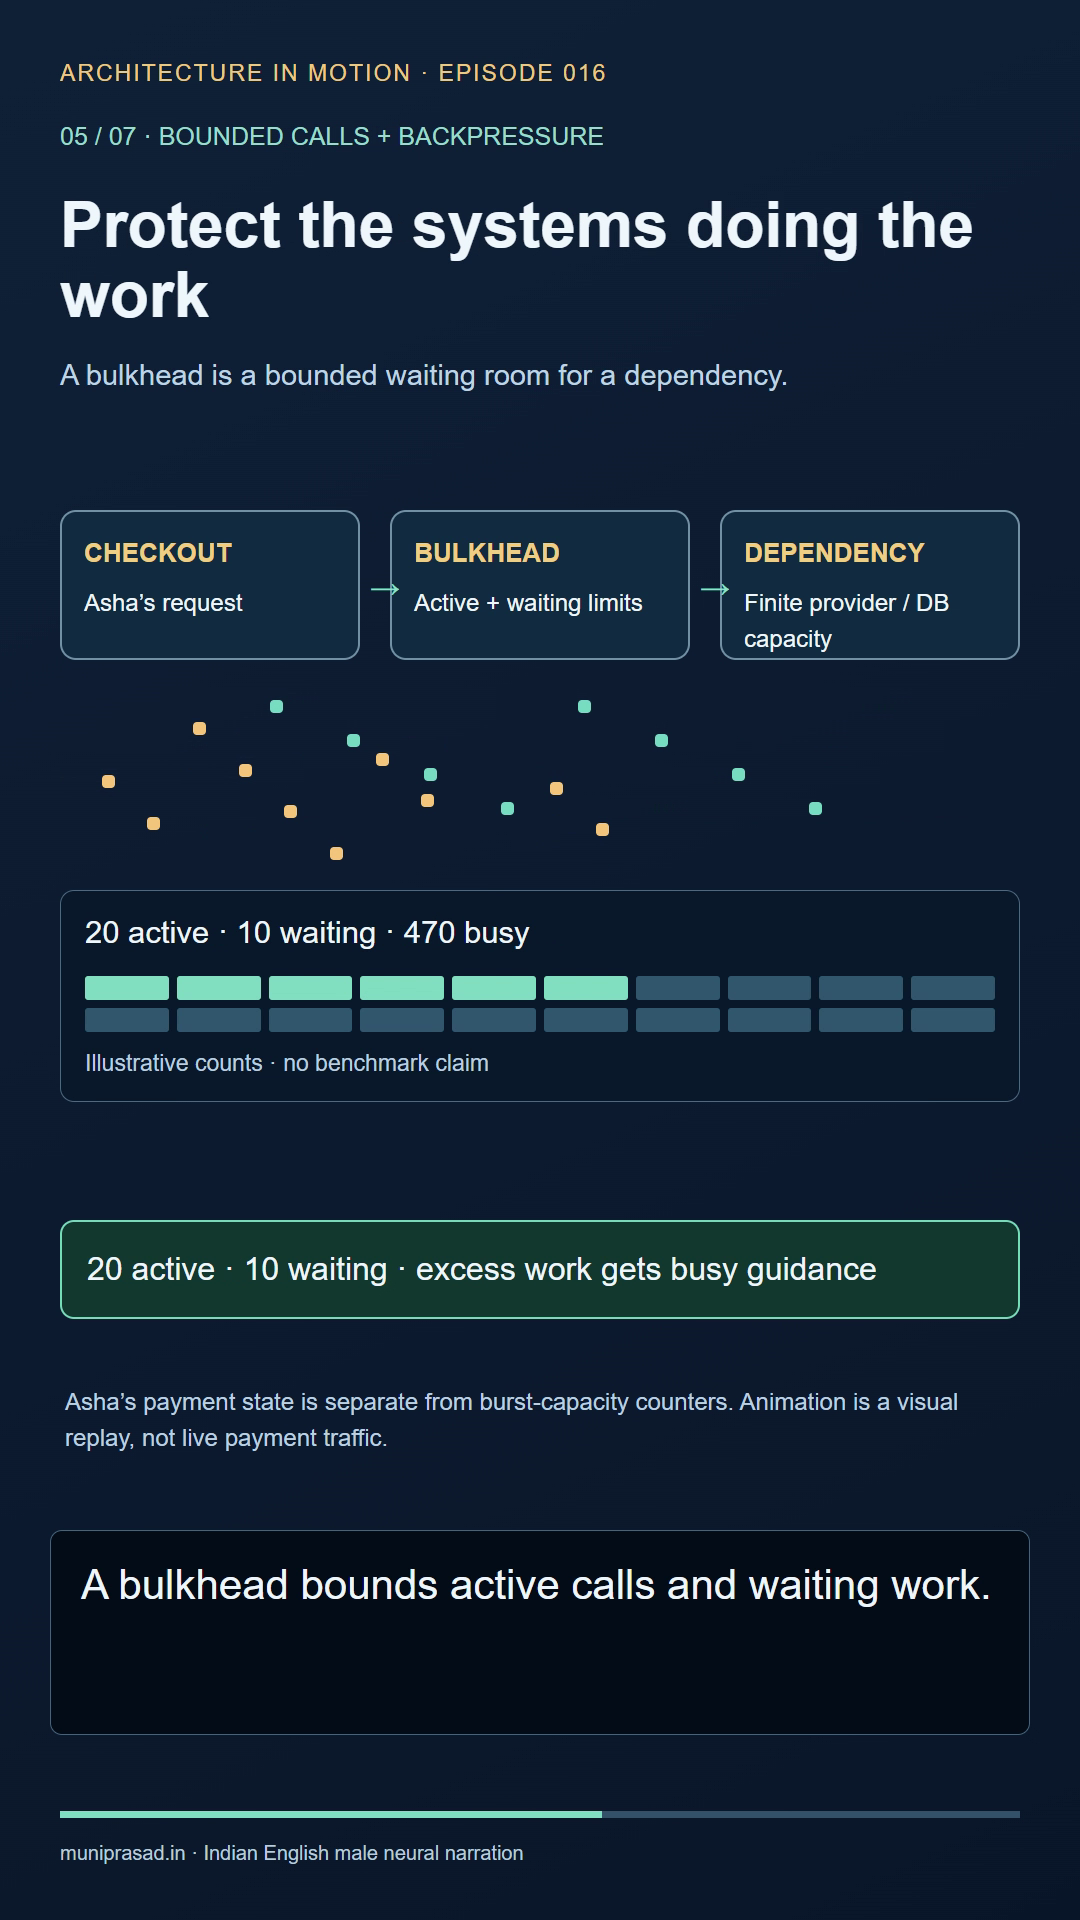 ARCHITECTURE IN MOTION · EPISODE 016
05 / 07 · BOUNDED CALLS + BACKPRESSURE
Protect the systems doing the
work
A bulkhead is a bounded waiting room for a dependency.
CHECKOUT
Asha’s request
→
BULKHEAD
Active + waiting limits
→
DEPENDENCY
Finite provider / DB
capacity
20 active · 10 waiting · 470 busy
Illustrative counts · no benchmark claim
20 active · 10 waiting · excess work gets busy guidance
Asha’s payment state is separate from burst-capacity counters. Animation is a visual
replay, not live payment traffic.
A bulkhead bounds active calls and waiting work.
muniprasad.in · Indian English male neural narration